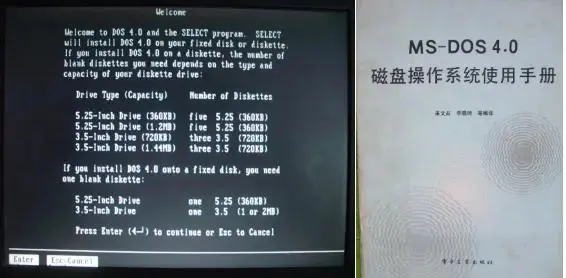 Welcome
Welcome to DOS 4.0 and the SELECT program. SELECT
will install DOS 4.0 on your fixed disk or diskette.
If you install DOS 4.0 on a diskette, the number of
blank diskettes you need depends on the type and
capacity of your diskette drive:
Drive Type (Capacity) Number of Diskettes
5.25-Inch Drive (360KB) five 5.25 (360KB)
5.25-Inch Drive (1.2MB) five 5.25 (360KB)
3.5-Inch Drive (720KB) three 3.5 (720KB)
3.5-Inch Drive (1.44MB) three 3.5 (720KB)
If you install DOS 4.0 onto a fixed disk, you need
one blank diskette:
5.25-Inch Drive one 5.25 (360KB)
3.5-Inch Drive one 3.5 (1 or 2MB)
Press Enter (↵) to continue or Esc to Cancel
Enter Esc=Cancel
MS-DOS 4.0
磁盘操作系统使用手册
电子工业出版社